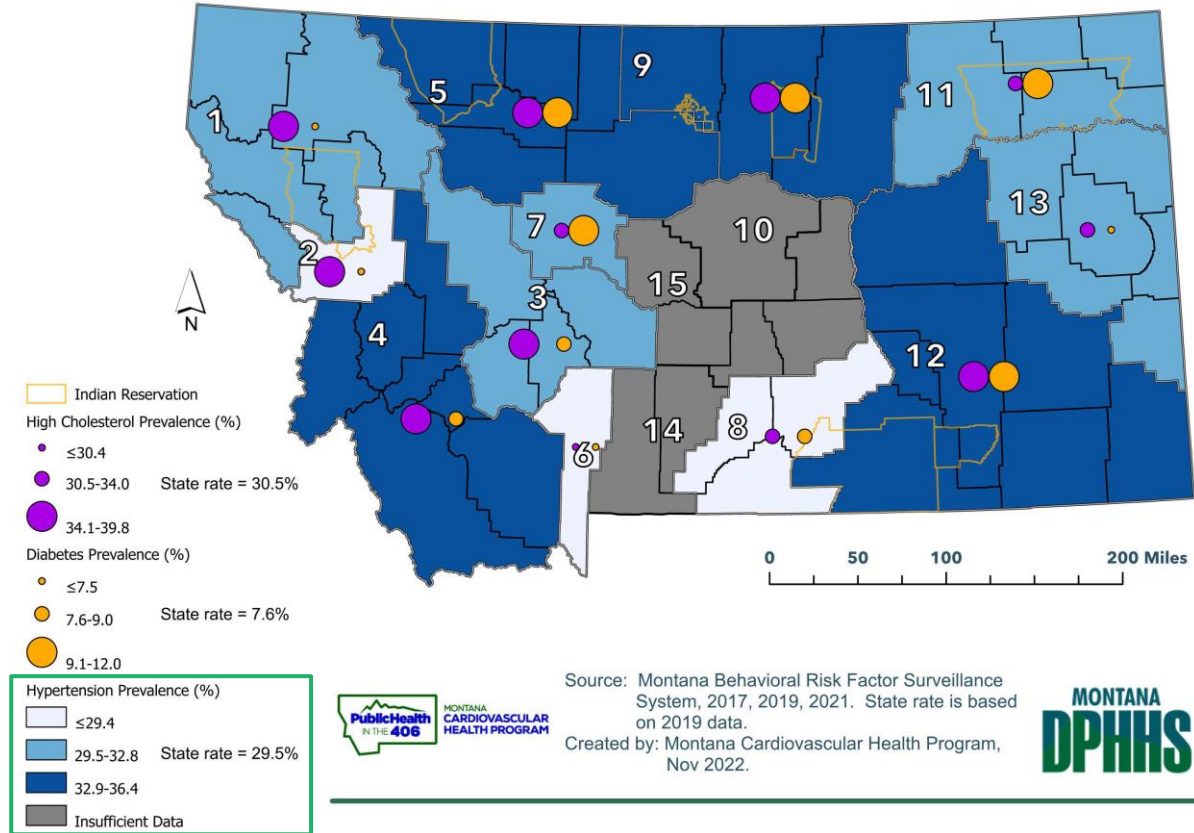 9
5
11
1
7
10
13
2
15
3
N
4
12
14
8
6
Indian Reservation
High Cholesterol Prevalence (%)
≤30.4
30.5-34.0 State rate = 30.5%
34.1-39.8
Diabetes Prevalence (%)
≤7.5
7.6-9.0 State rate = 7.6%
9.1-12.0
Hypertension Prevalence (%)
≤29.4
29.5-32.8 State rate = 29.5%
32.9-36.4
Insufficient Data
0 50 100 200 Miles
PublicHealth
IN THE 406
MONTANA
CARDIOVASCULAR
HEALTH PROGRAM
Source: Montana Behavioral Risk Factor Surveillance
System, 2017, 2019, 2021. State rate is based
on 2019 data.
Created by: Montana Cardiovascular Health Program,
Nov 2022.
MONTANA
DPHHS